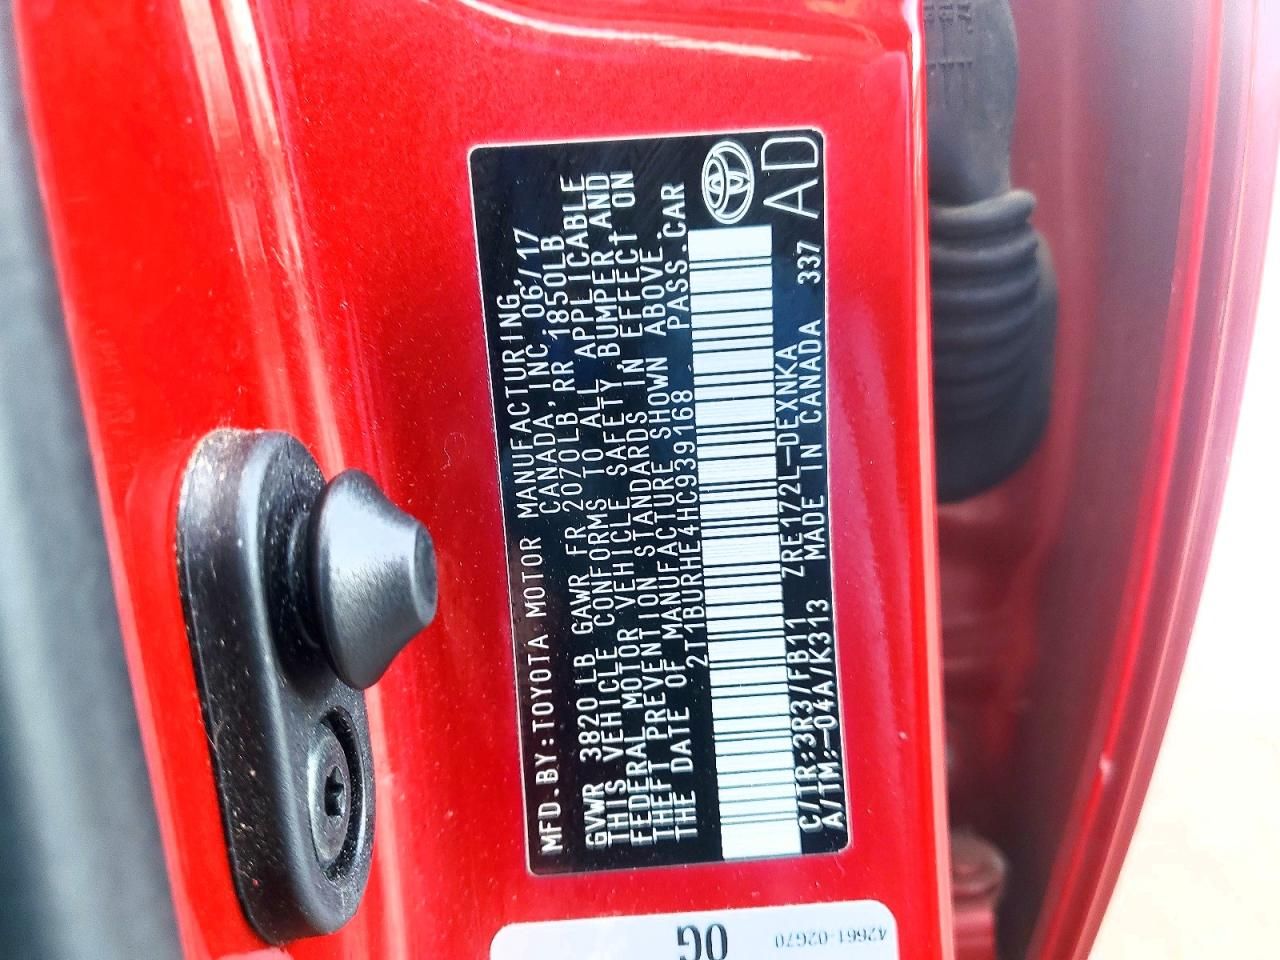 MFD.BY:TOYOTA MOTOR MANUFACTURING
CANADA,INC. 06/17
GVWR 3820 LB GAWR FR 2070LB,RR 1850LB
THIS VEHICLE CONFORMS TO ALL APPLICABLE
FEDERAL MOTOR VEHICLE SAFETY,BUMPER,AND
THEFT PREVENTION STANDARDS IN EFFECT ON
THE DATE OF MANUFACTURE SHOWN ABOVE.
2T1BURHE4HC939168 PASS.CAR
C/TR:3R3/FB11 ZRE172L-DEXNKA
A/TM:-04A/K313 MADE IN CANADA 337
AD
0G
42661-02G70